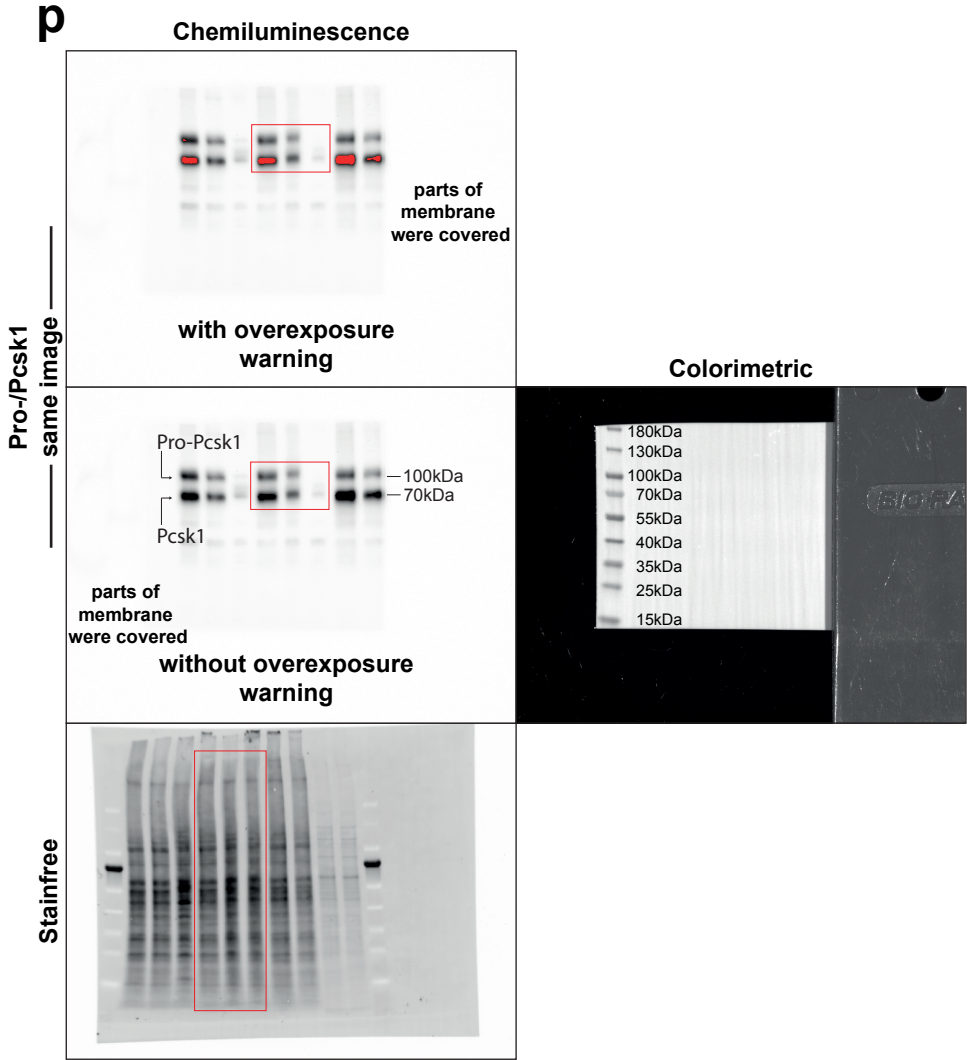 p
Chemiluminescence
parts of
membrane
were covered
with overexposure
warning
Pro-/Pcsk1
same image
Colorimetric
Pro-Pcsk1
100kDa
70kDa
Pcsk1
parts of
membrane
were covered
without overexposure
warning
180kDa
130kDa
100kDa
70kDa
55kDa
40kDa
35kDa
25kDa
15kDa
Stainfree